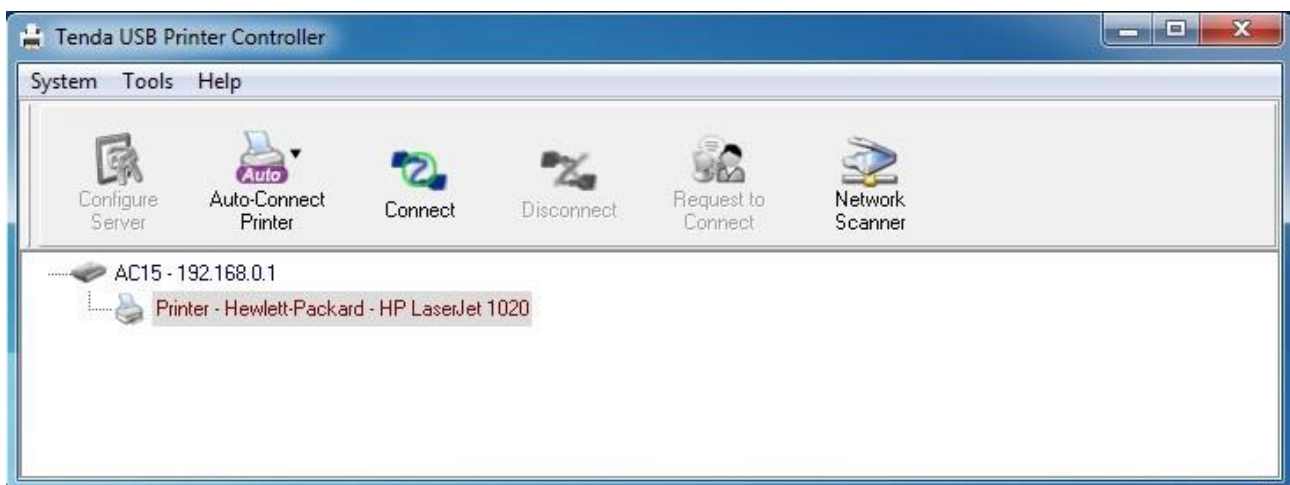 Tenda USB Printer Controller
System Tools Help
Auto
Configure Server
Auto-Connect Printer
Connect
Disconnect
Request to Connect
Network Scanner
AC15 - 192.168.0.1
Printer - Hewlett-Packard - HP LaserJet 1020